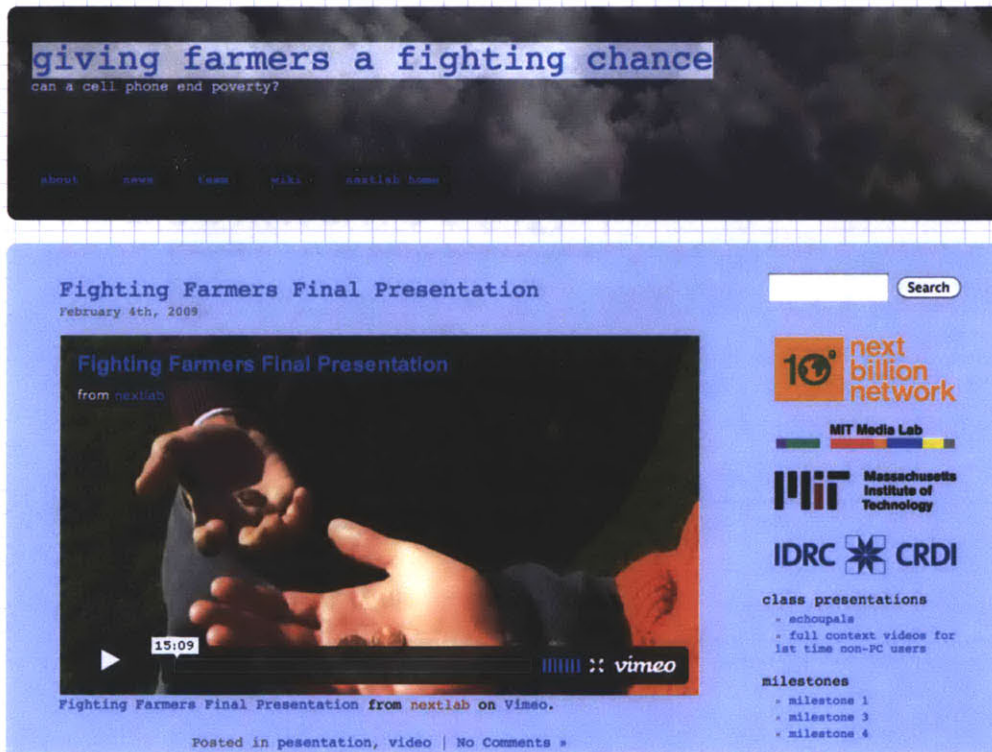 giving farmers a fighting chance
can a cell phone end poverty?
about news team wiki nextlab home
Fighting Farmers Final Presentation
February 4th, 2009
Search
Fighting Farmers Final Presentation
from nextlab
10⁹ next
billion
network
MIT Media Lab
MIT Massachusetts
Institute of
Technology
IDRC CRDI
class presentations
echoupals
full context videos for
1st time non-PC users
15:09
vimeo
milestones
milestone 1
milestone 3
milestone 4
Fighting Farmers Final Presentation from nextlab on Vimeo.
Posted in pesentation, video | No Comments »